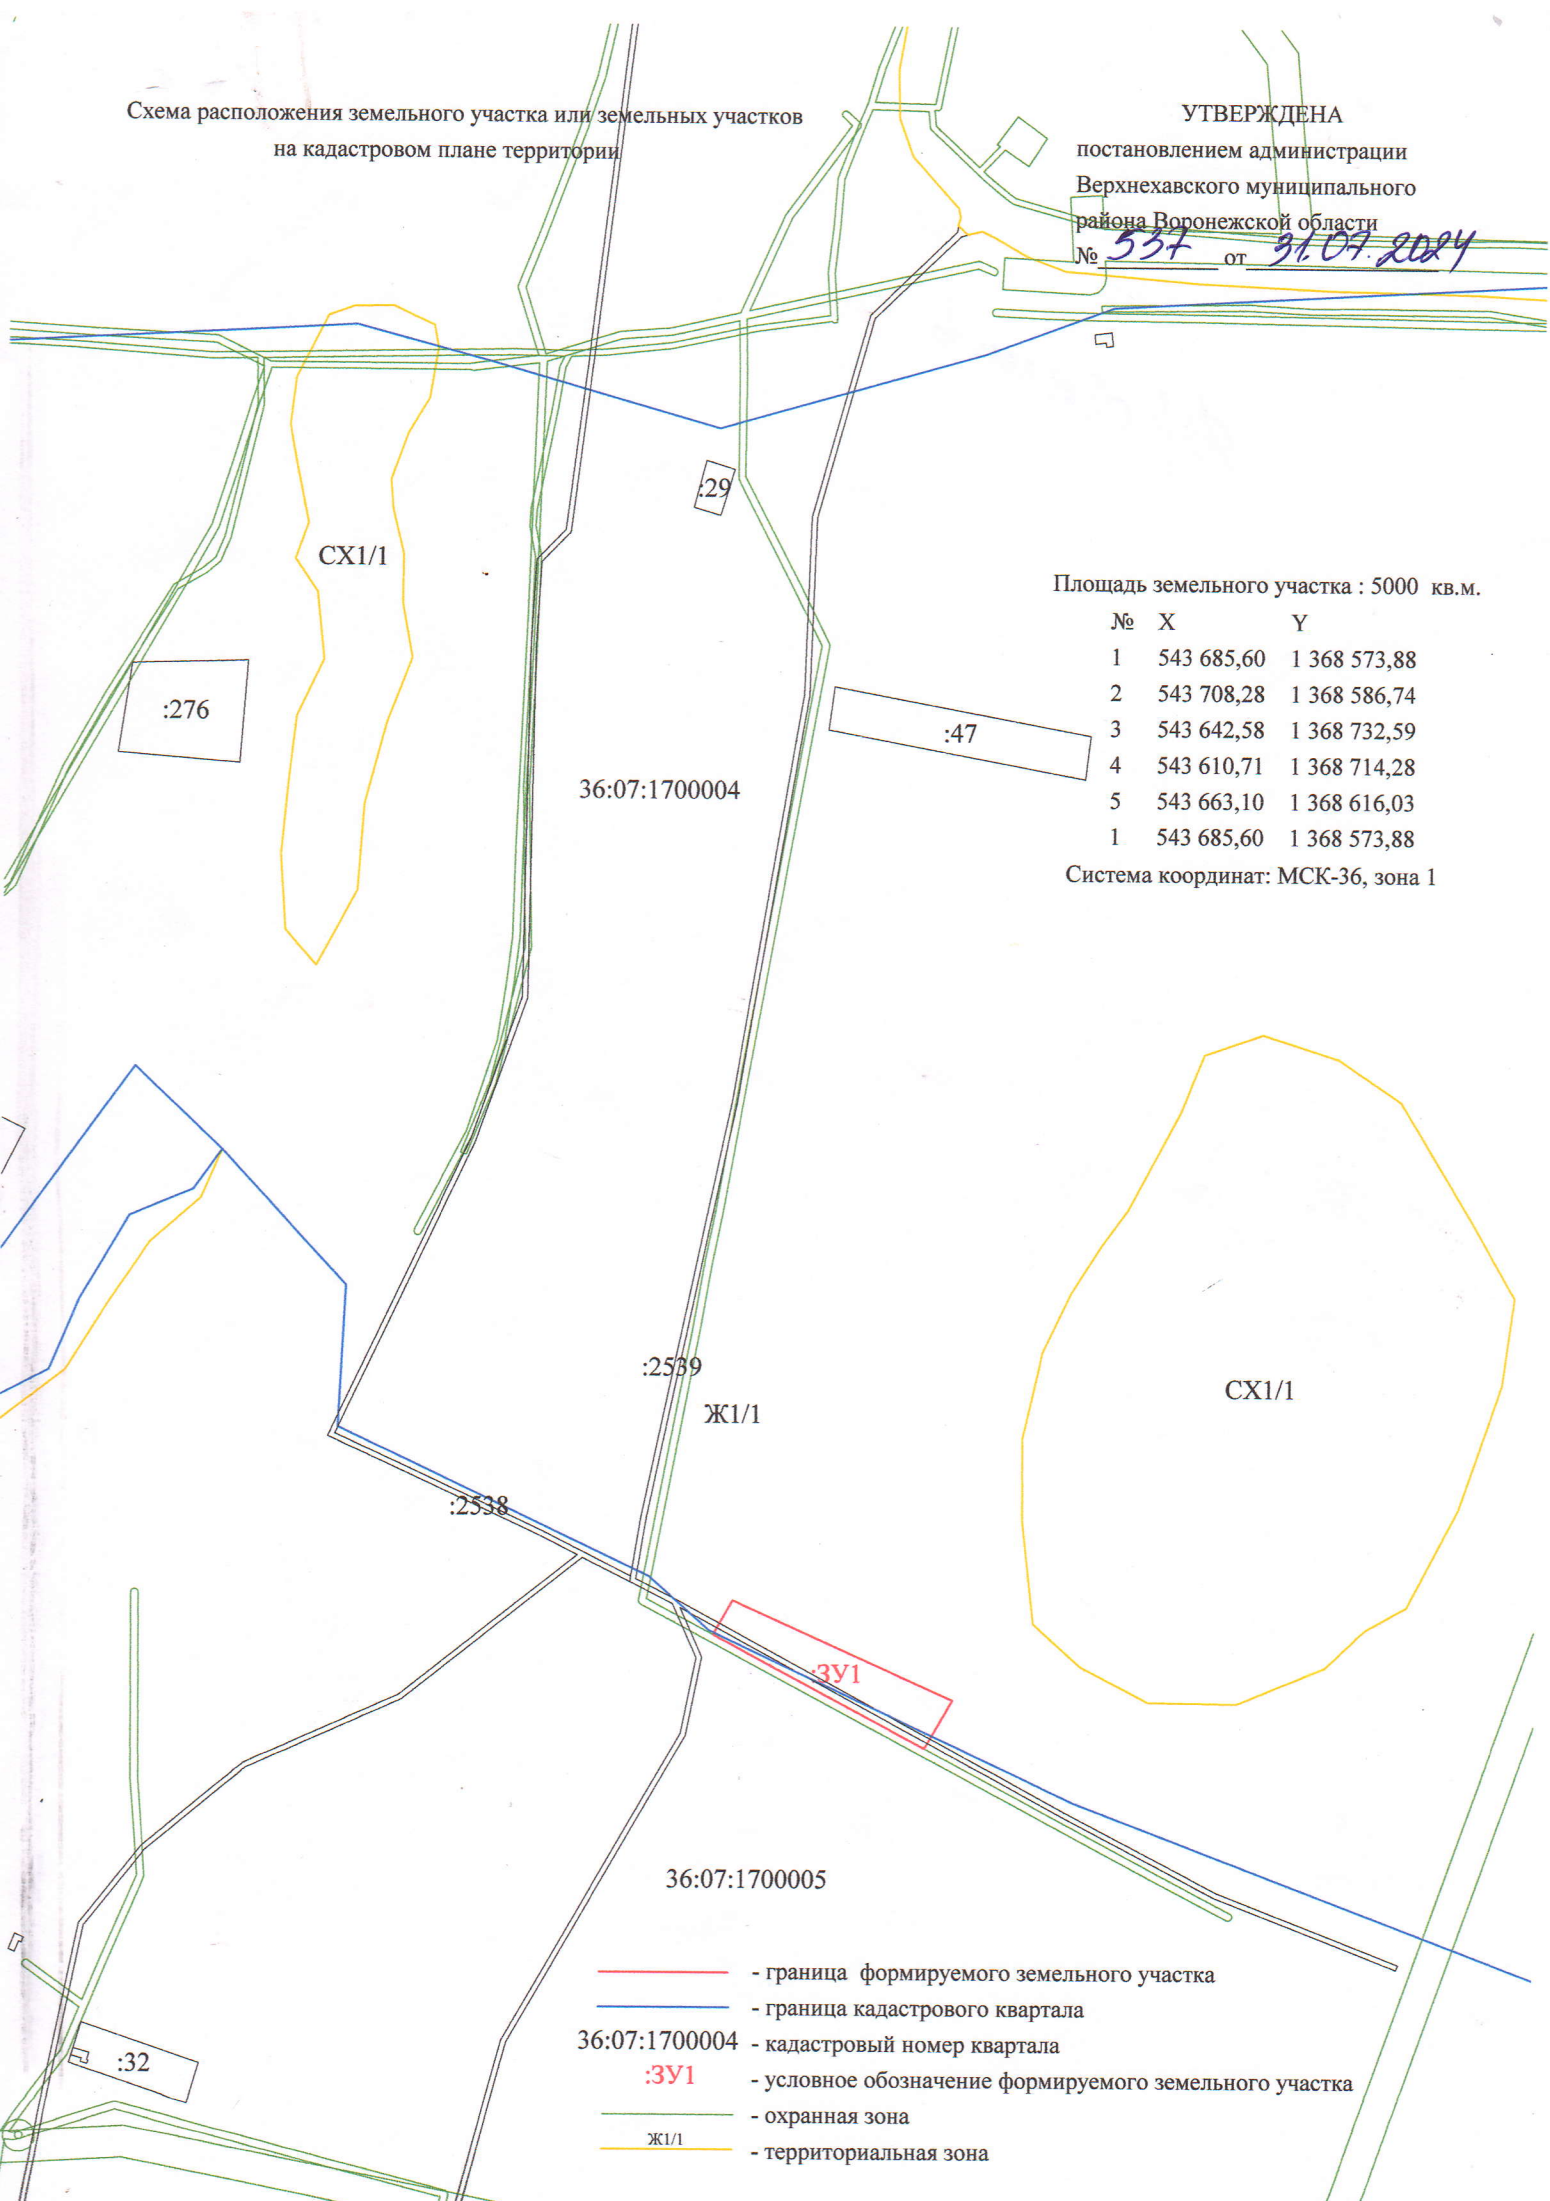 Схема расположения земельного участка или земельных участков
на кадастровом плане территории
УТВЕРЖДЕНА
постановлением администрации
Верхнехавского муниципального
района Воронежской области
№ 537 от 31.07.2024
:29
СХ1/1
Площадь земельного участка : 5000 кв.м.
№ X Y
1 543 685,60 1 368 573,88
2 543 708,28 1 368 586,74
3 543 642,58 1 368 732,59
4 543 610,71 1 368 714,28
5 543 663,10 1 368 616,03
1 543 685,60 1 368 573,88
Система координат: МСК-36, зона 1
:276
:47
36:07:1700004
:2539
Ж1/1
СХ1/1
:2538
:ЗУ1
36:07:1700005
- граница формируемого земельного участка
- граница кадастрового квартала
36:07:1700004 - кадастровый номер квартала
:ЗУ1 - условное обозначение формируемого земельного участка
- охранная зона
Ж1/1 - территориальная зона
:32